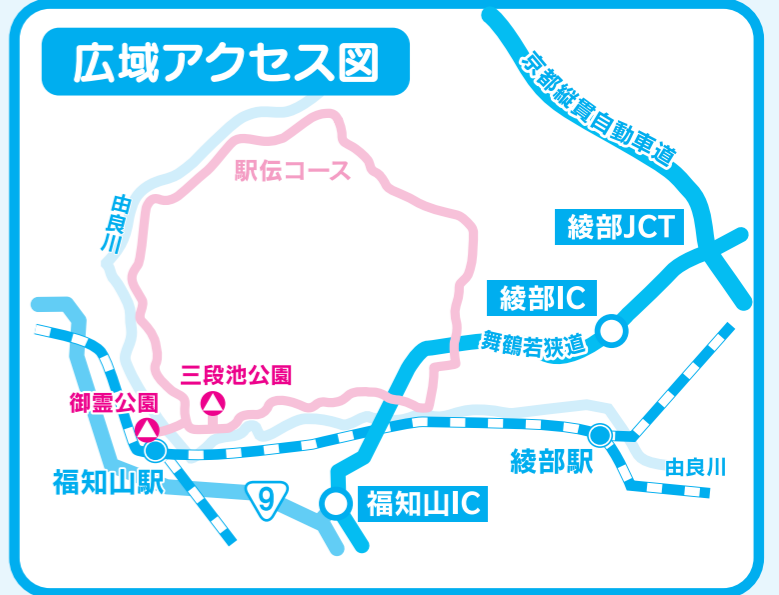 広域アクセス図
京都縦貫自動車道
駅伝コース
由良川
綾部JCT
綾部IC
舞鶴若狭道
三段池公園
御霊公園
綾部駅
由良川
福知山駅
9
福知山IC